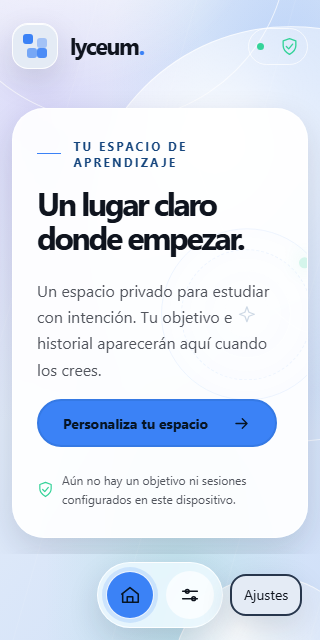 lyceum.
TU ESPACIO DE
APRENDIZAJE
Un lugar claro
donde empezar.
Un espacio privado para estudiar
con intención. Tu objetivo e
historial aparecerán aquí cuando
los crees.
Personaliza tu espacio
Aún no hay un objetivo ni sesiones
configurados en este dispositivo.
Ajustes